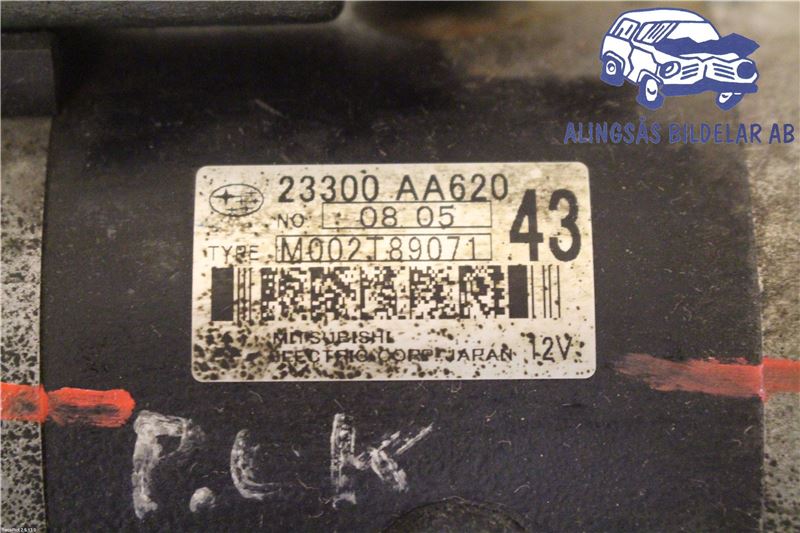 ALINGSÅS BILDELAR AB
23300 AA620
NO 08 05
43
TYPE M002T89071
MITSUBISHI
ELECTRIC CORP. JAPAN 12V
P.CK